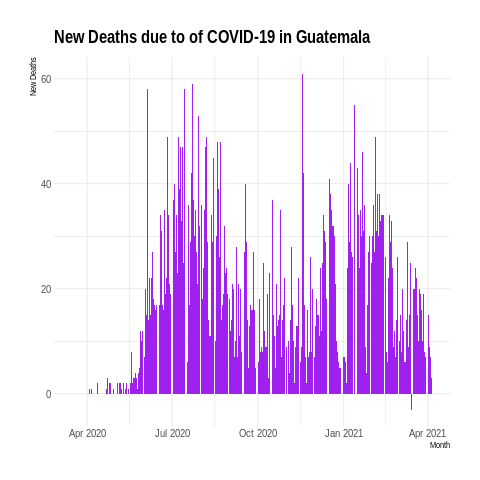 New Deaths due to of COVID-19 in Guatemala
New Deaths
60
40
20
0
Apr 2020
Jul 2020
Oct 2020
Jan 2021
Apr 2021
Month